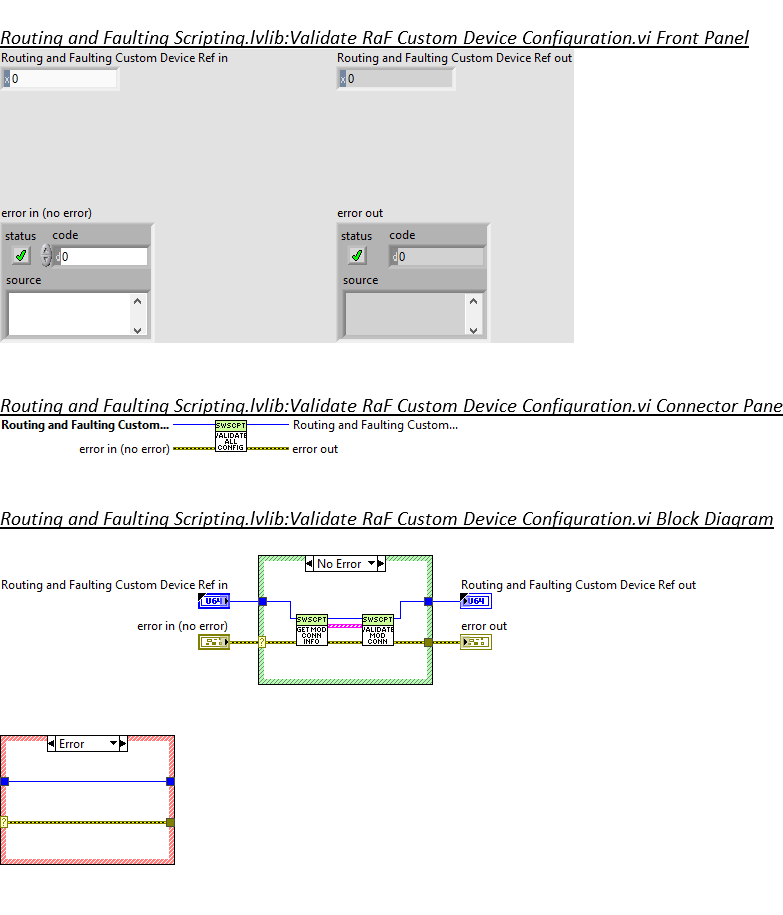 Routing and Faulting Scripting.lvlib:Validate RaF Custom Device Configuration.vi Front Panel
Routing and Faulting Custom Device Ref in
Routing and Faulting Custom Device Ref out
x 0
x 0
error in (no error)
error out
status code
status code
d 0
d 0
source
source
Routing and Faulting Scripting.lvlib:Validate RaF Custom Device Configuration.vi Connector Pane
Routing and Faulting Custom...
SWSCPT
VALIDATE
ALL
CONFIG
Routing and Faulting Custom...
error in (no error)
error out
Routing and Faulting Scripting.lvlib:Validate RaF Custom Device Configuration.vi Block Diagram
No Error
Routing and Faulting Custom Device Ref in
Routing and Faulting Custom Device Ref out
U64
U64
error in (no error)
error out
SWSCPT
GET MOD
CONN
INFO
SWSCPT
VALIDATE
MOD
CONN
?
Error
?